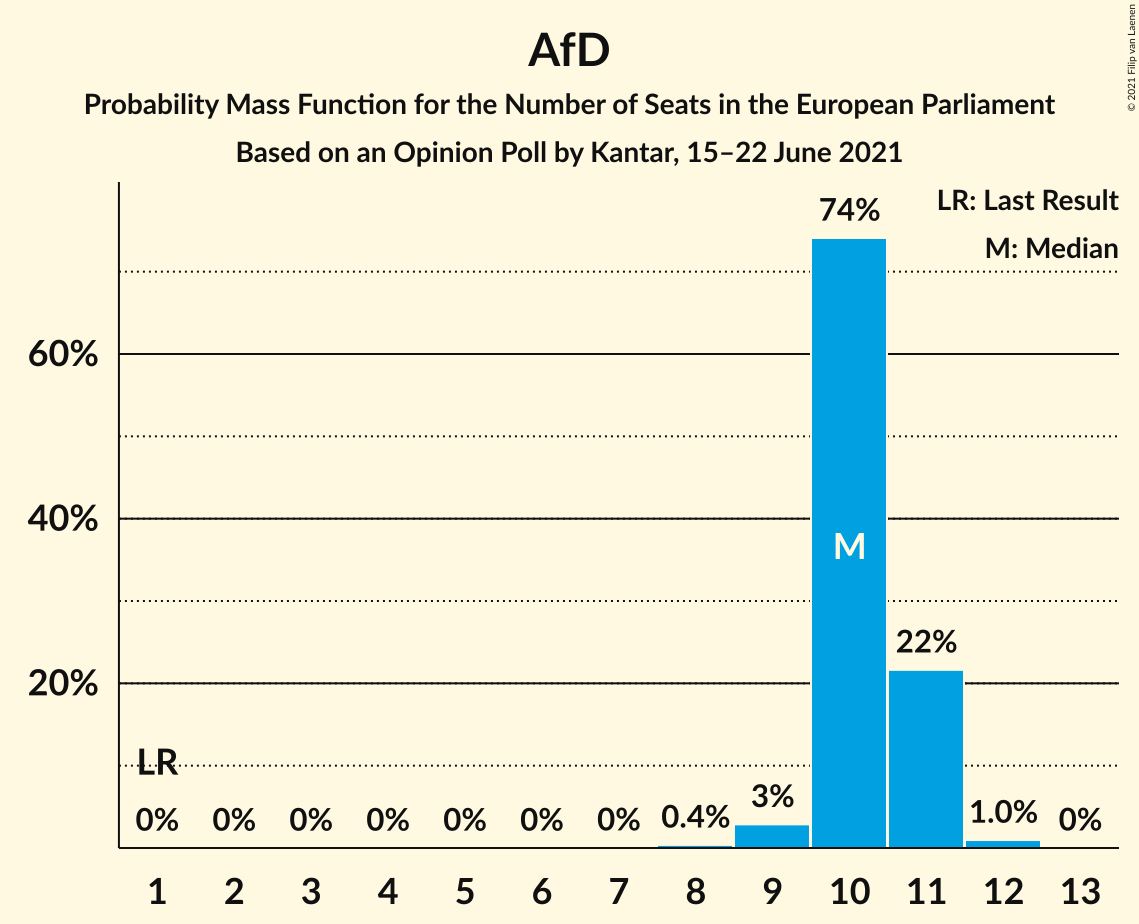 AfD
Probability Mass Function for the Number of Seats in the European Parliament
Based on an Opinion Poll by Kantar, 15–22 June 2021
© 2021 Filip van Laenen
LR: Last Result
M: Median
74%
60%
40%
M
22%
20%
LR
0% 0% 0% 0% 0% 0% 0% 0.4% 3% 1.0% 0%
1 2 3 4 5 6 7 8 9 10 11 12 13